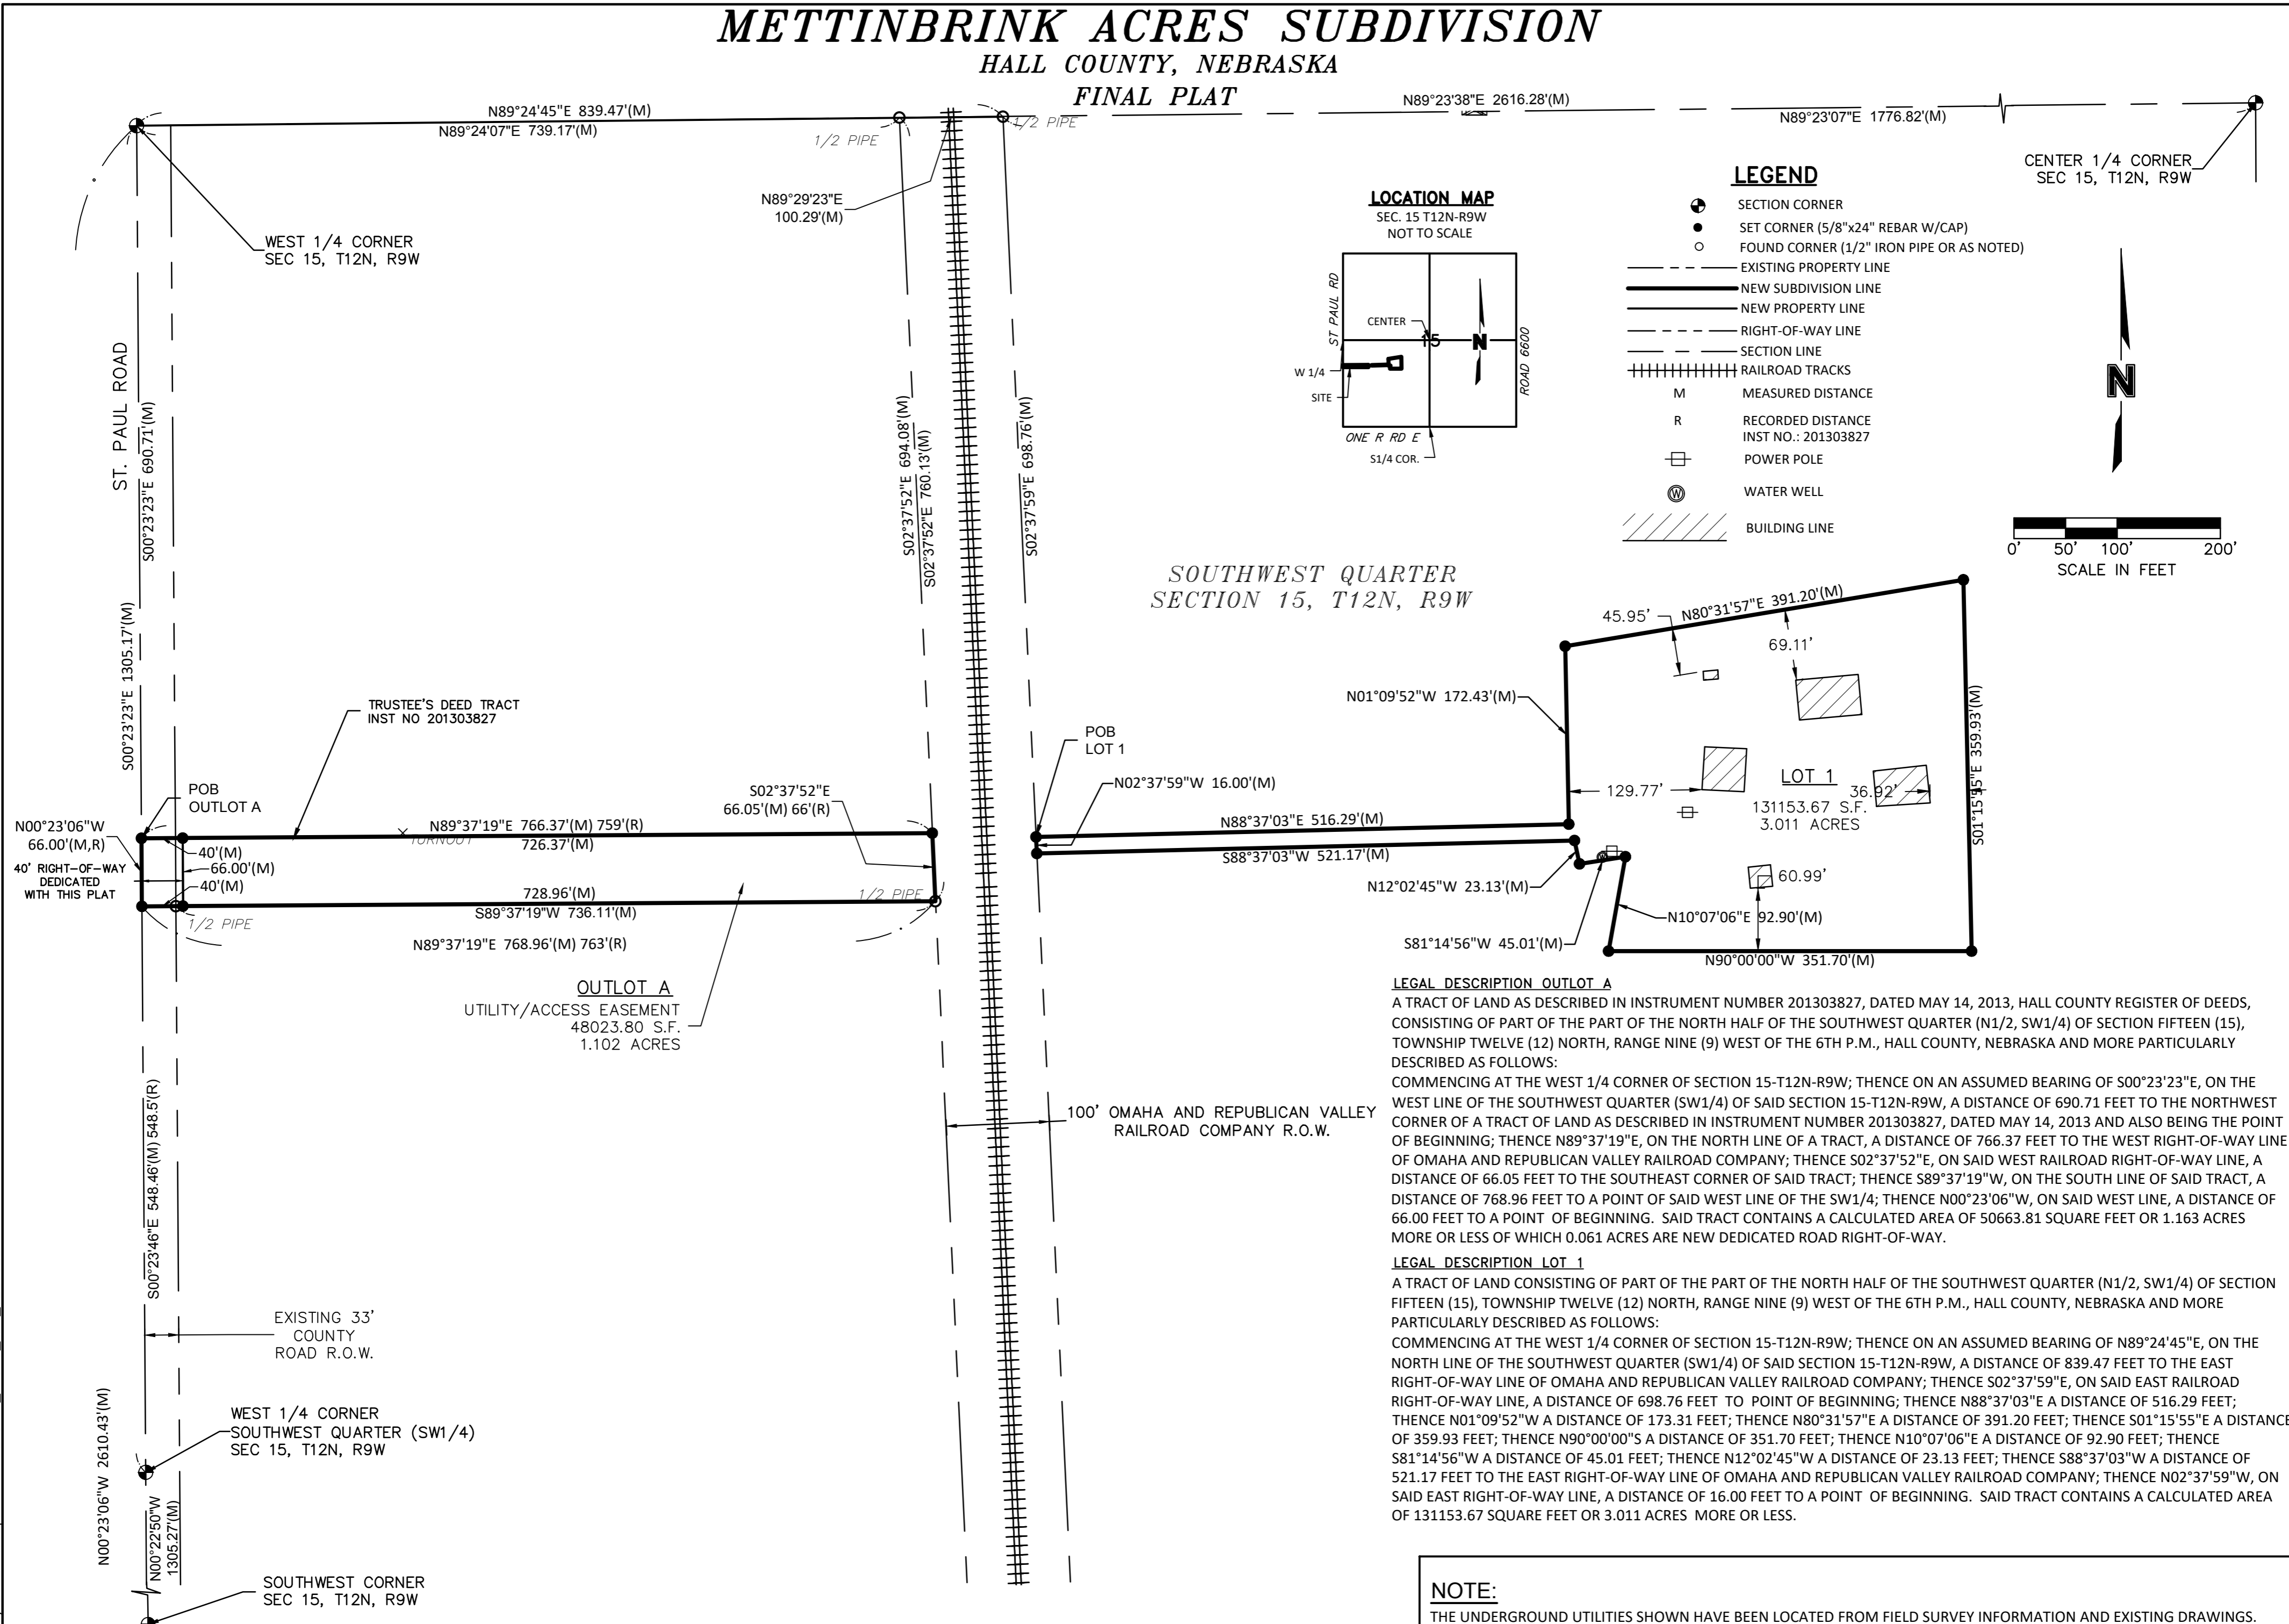 METTINBRINK ACRES SUBDIVISION
HALL COUNTY, NEBRASKA
FINAL PLAT
N89°24'45"E 839.47'(M)
N89°24'07"E 739.17'(M)
1/2 PIPE
1/2 PIPE
N89°23'38"E 2616.28'(M)
N89°23'07"E 1776.82'(M)
CENTER 1/4 CORNER
SEC 15, T12N, R9W
N89°29'23"E
100.29'(M)
WEST 1/4 CORNER
SEC 15, T12N, R9W
LOCATION MAP
SEC. 15 T12N-R9W
NOT TO SCALE
ST PAUL RD
CENTER
15
N
ROAD 6600
W 1/4
SITE
ONE R RD E
S1/4 COR.
LEGEND
SECTION CORNER
SET CORNER (5/8"x24" REBAR W/CAP)
FOUND CORNER (1/2" IRON PIPE OR AS NOTED)
EXISTING PROPERTY LINE
NEW SUBDIVISION LINE
NEW PROPERTY LINE
RIGHT-OF-WAY LINE
SECTION LINE
RAILROAD TRACKS
M MEASURED DISTANCE
R RECORDED DISTANCE
INST NO.: 201303827
POWER POLE
W WATER WELL
BUILDING LINE
N
0' 50' 100' 200'
SCALE IN FEET
ST. PAUL ROAD
S00°23'23"E 690.71'(M)
S00°23'23"E 1305.17'(M)
S02°37'52"E 694.08'(M)
S02°37'52"E 760.13'(M)
S02°37'59"E 698.76'(M)
SOUTHWEST QUARTER
SECTION 15, T12N, R9W
TRUSTEE'S DEED TRACT
INST NO 201303827
POB
OUTLOT A
N00°23'06"W
66.00'(M,R)
40' RIGHT-OF-WAY
DEDICATED
WITH THIS PLAT
40'(M)
66.00'(M)
40'(M)
1/2 PIPE
N89°37'19"E 766.37'(M) 759'(R)
TURNOUT
726.37'(M)
S02°37'52"E
66.05'(M) 66'(R)
728.96'(M)
1/2 PIPE
S89°37'19"W 736.11'(M)
N89°37'19"E 768.96'(M) 763'(R)
OUTLOT A
UTILITY/ACCESS EASEMENT
48023.80 S.F.
1.102 ACRES
POB
LOT 1
N02°37'59"W 16.00'(M)
N88°37'03"E 516.29'(M)
S88°37'03"W 521.17'(M)
N01°09'52"W 172.43'(M)
45.95'
N80°31'57"E 391.20'(M)
69.11'
S01°15'55"E 359.93'(M)
129.77'
LOT 1
36.92'
131153.67 S.F.
3.011 ACRES
W
60.99'
N12°02'45"W 23.13'(M)
N10°07'06"E 92.90'(M)
S81°14'56"W 45.01'(M)
N90°00'00"W 351.70'(M)
100' OMAHA AND REPUBLICAN VALLEY
RAILROAD COMPANY R.O.W.
S00°23'46"E 548.46'(M) 548.5'(R)
EXISTING 33'
COUNTY
ROAD R.O.W.
WEST 1/4 CORNER
SOUTHWEST QUARTER (SW1/4)
SEC 15, T12N, R9W
N00°23'06"W 2610.43'(M)
N00°22'50"W
1305.27'(M)
SOUTHWEST CORNER
SEC 15, T12N, R9W
LEGAL DESCRIPTION OUTLOT A
A TRACT OF LAND AS DESCRIBED IN INSTRUMENT NUMBER 201303827, DATED MAY 14, 2013, HALL COUNTY REGISTER OF DEEDS,
CONSISTING OF PART OF THE PART OF THE NORTH HALF OF THE SOUTHWEST QUARTER (N1/2, SW1/4) OF SECTION FIFTEEN (15),
TOWNSHIP TWELVE (12) NORTH, RANGE NINE (9) WEST OF THE 6TH P.M., HALL COUNTY, NEBRASKA AND MORE PARTICULARLY
DESCRIBED AS FOLLOWS:
COMMENCING AT THE WEST 1/4 CORNER OF SECTION 15-T12N-R9W; THENCE ON AN ASSUMED BEARING OF S00°23'23"E, ON THE
WEST LINE OF THE SOUTHWEST QUARTER (SW1/4) OF SAID SECTION 15-T12N-R9W, A DISTANCE OF 690.71 FEET TO THE NORTHWEST
CORNER OF A TRACT OF LAND AS DESCRIBED IN INSTRUMENT NUMBER 201303827, DATED MAY 14, 2013 AND ALSO BEING THE POINT
OF BEGINNING; THENCE N89°37'19"E, ON THE NORTH LINE OF A TRACT, A DISTANCE OF 766.37 FEET TO THE WEST RIGHT-OF-WAY LINE
OF OMAHA AND REPUBLICAN VALLEY RAILROAD COMPANY; THENCE S02°37'52"E, ON SAID WEST RAILROAD RIGHT-OF-WAY LINE, A
DISTANCE OF 66.05 FEET TO THE SOUTHEAST CORNER OF SAID TRACT; THENCE S89°37'19"W, ON THE SOUTH LINE OF SAID TRACT, A
DISTANCE OF 768.96 FEET TO A POINT OF SAID WEST LINE OF THE SW1/4; THENCE N00°23'06"W, ON SAID WEST LINE, A DISTANCE OF
66.00 FEET TO A POINT OF BEGINNING. SAID TRACT CONTAINS A CALCULATED AREA OF 50663.81 SQUARE FEET OR 1.163 ACRES
MORE OR LESS OF WHICH 0.061 ACRES ARE NEW DEDICATED ROAD RIGHT-OF-WAY.
LEGAL DESCRIPTION LOT 1
A TRACT OF LAND CONSISTING OF PART OF THE PART OF THE NORTH HALF OF THE SOUTHWEST QUARTER (N1/2, SW1/4) OF SECTION
FIFTEEN (15), TOWNSHIP TWELVE (12) NORTH, RANGE NINE (9) WEST OF THE 6TH P.M., HALL COUNTY, NEBRASKA AND MORE
PARTICULARLY DESCRIBED AS FOLLOWS:
COMMENCING AT THE WEST 1/4 CORNER OF SECTION 15-T12N-R9W; THENCE ON AN ASSUMED BEARING OF N89°24'45"E, ON THE
NORTH LINE OF THE SOUTHWEST QUARTER (SW1/4) OF SAID SECTION 15-T12N-R9W, A DISTANCE OF 839.47 FEET TO THE EAST
RIGHT-OF-WAY LINE OF OMAHA AND REPUBLICAN VALLEY RAILROAD COMPANY; THENCE S02°37'59"E, ON SAID EAST RAILROAD
RIGHT-OF-WAY LINE, A DISTANCE OF 698.76 FEET TO POINT OF BEGINNING; THENCE N88°37'03"E A DISTANCE OF 516.29 FEET;
THENCE N01°09'52"W A DISTANCE OF 173.31 FEET; THENCE N80°31'57"E A DISTANCE OF 391.20 FEET; THENCE S01°15'55"E A DISTANCE
OF 359.93 FEET; THENCE N90°00'00"S A DISTANCE OF 351.70 FEET; THENCE N10°07'06"E A DISTANCE OF 92.90 FEET; THENCE
S81°14'56"W A DISTANCE OF 45.01 FEET; THENCE N12°02'45"W A DISTANCE OF 23.13 FEET; THENCE S88°37'03"W A DISTANCE OF
521.17 FEET TO THE EAST RIGHT-OF-WAY LINE OF OMAHA AND REPUBLICAN VALLEY RAILROAD COMPANY; THENCE N02°37'59"W, ON
SAID EAST RIGHT-OF-WAY LINE, A DISTANCE OF 16.00 FEET TO A POINT OF BEGINNING. SAID TRACT CONTAINS A CALCULATED AREA
OF 131153.67 SQUARE FEET OR 3.011 ACRES MORE OR LESS.
NOTE:
THE UNDERGROUND UTILITIES SHOWN HAVE BEEN LOCATED FROM FIELD SURVEY INFORMATION AND EXISTING DRAWINGS.